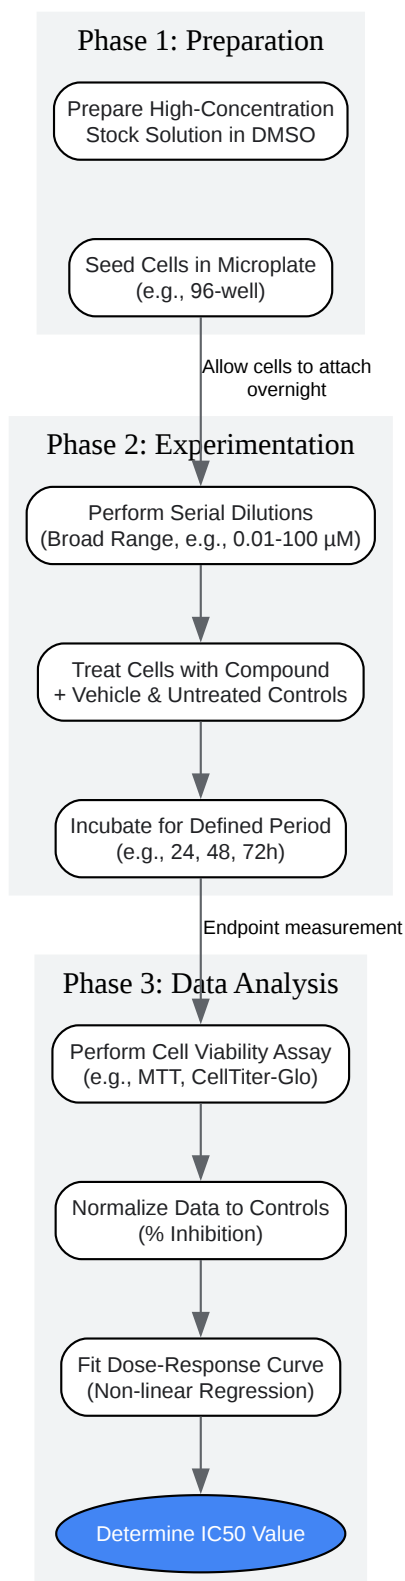 Phase 1: Preparation
Prepare High-Concentration
Stock Solution in DMSO
Seed Cells in Microplate
(e.g., 96-well)
Allow cells to attach
overnight
Phase 2: Experimentation
Perform Serial Dilutions
(Broad Range, e.g., 0.01-100 µM)
Treat Cells with Compound
+ Vehicle & Untreated Controls
Incubate for Defined Period
(e.g., 24, 48, 72h)
Endpoint measurement
Phase 3: Data Analysis
Perform Cell Viability Assay
(e.g., MTT, CellTiter-Glo)
Normalize Data to Controls
(% Inhibition)
Fit Dose-Response Curve
(Non-linear Regression)
Determine IC50 Value